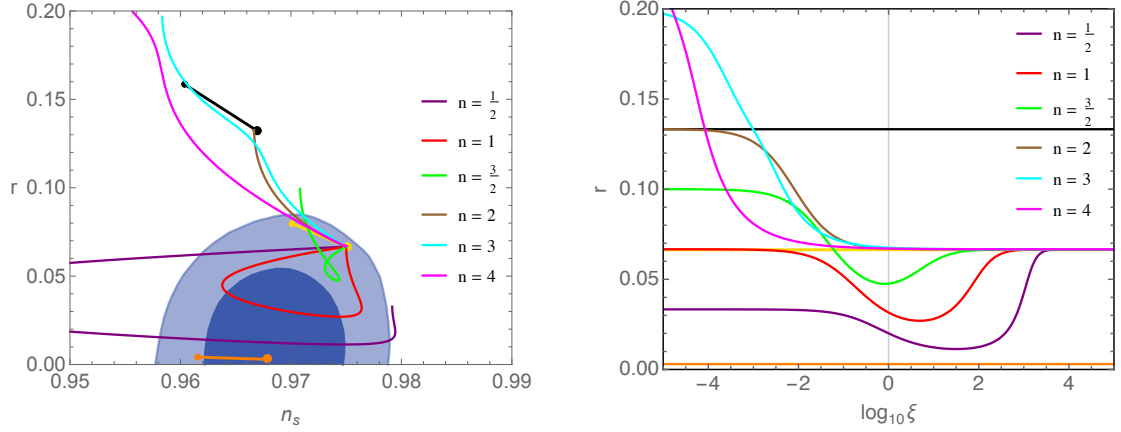 0.20
0.15
0.10
0.05
0.00
r
0.95
0.96
0.97
0.98
0.99
n_s
n = 1/2
n = 1
n = 3/2
n = 2
n = 3
n = 4
0.20
0.15
0.10
0.05
0.00
r
-4
-2
0
2
4
log₁₀ ξ
n = 1/2
n = 1
n = 3/2
n = 2
n = 3
n = 4